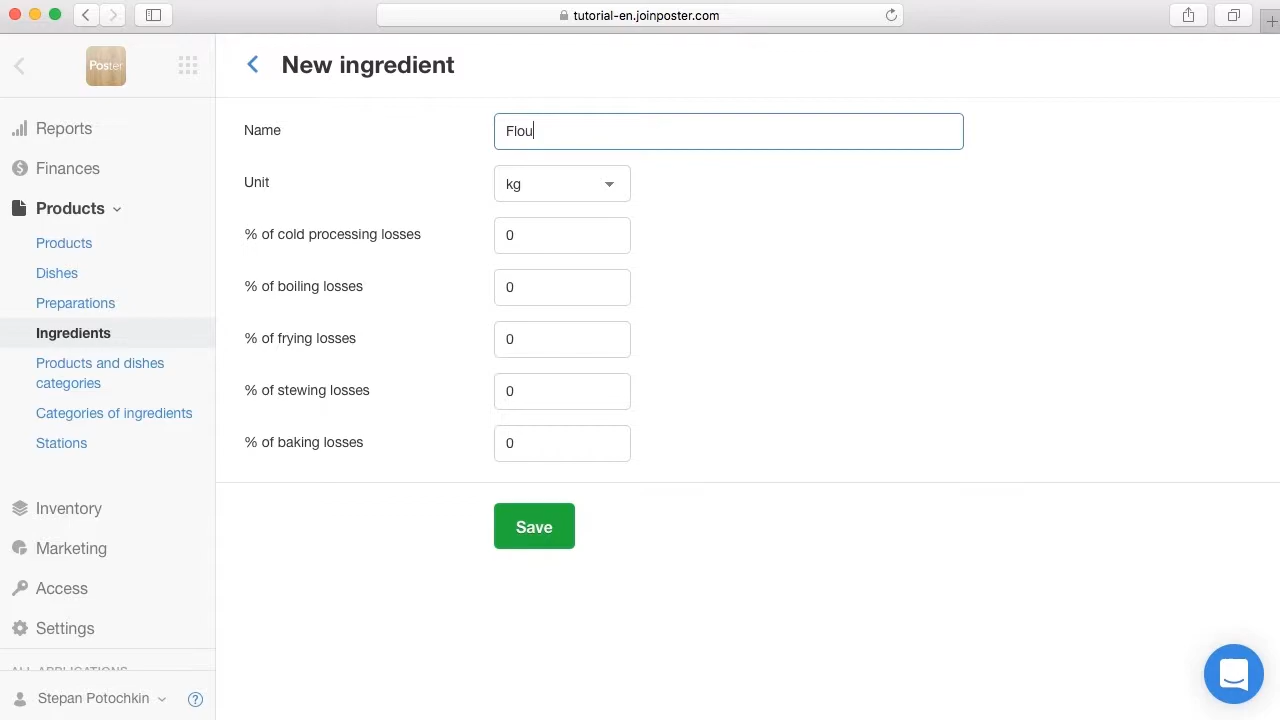 tutorial-en.joinposter.com
Poster
New ingredient
Reports
Finances
Products
Products
Dishes
Preparations
Ingredients
Products and dishes
categories
Categories of ingredients
Stations
Inventory
Marketing
Access
Settings
ALL APPLICATIONS
Stepan Potochkin
?
Name
Flou
Unit
kg
% of cold processing losses
0
% of boiling losses
0
% of frying losses
0
% of stewing losses
0
% of baking losses
0
Save